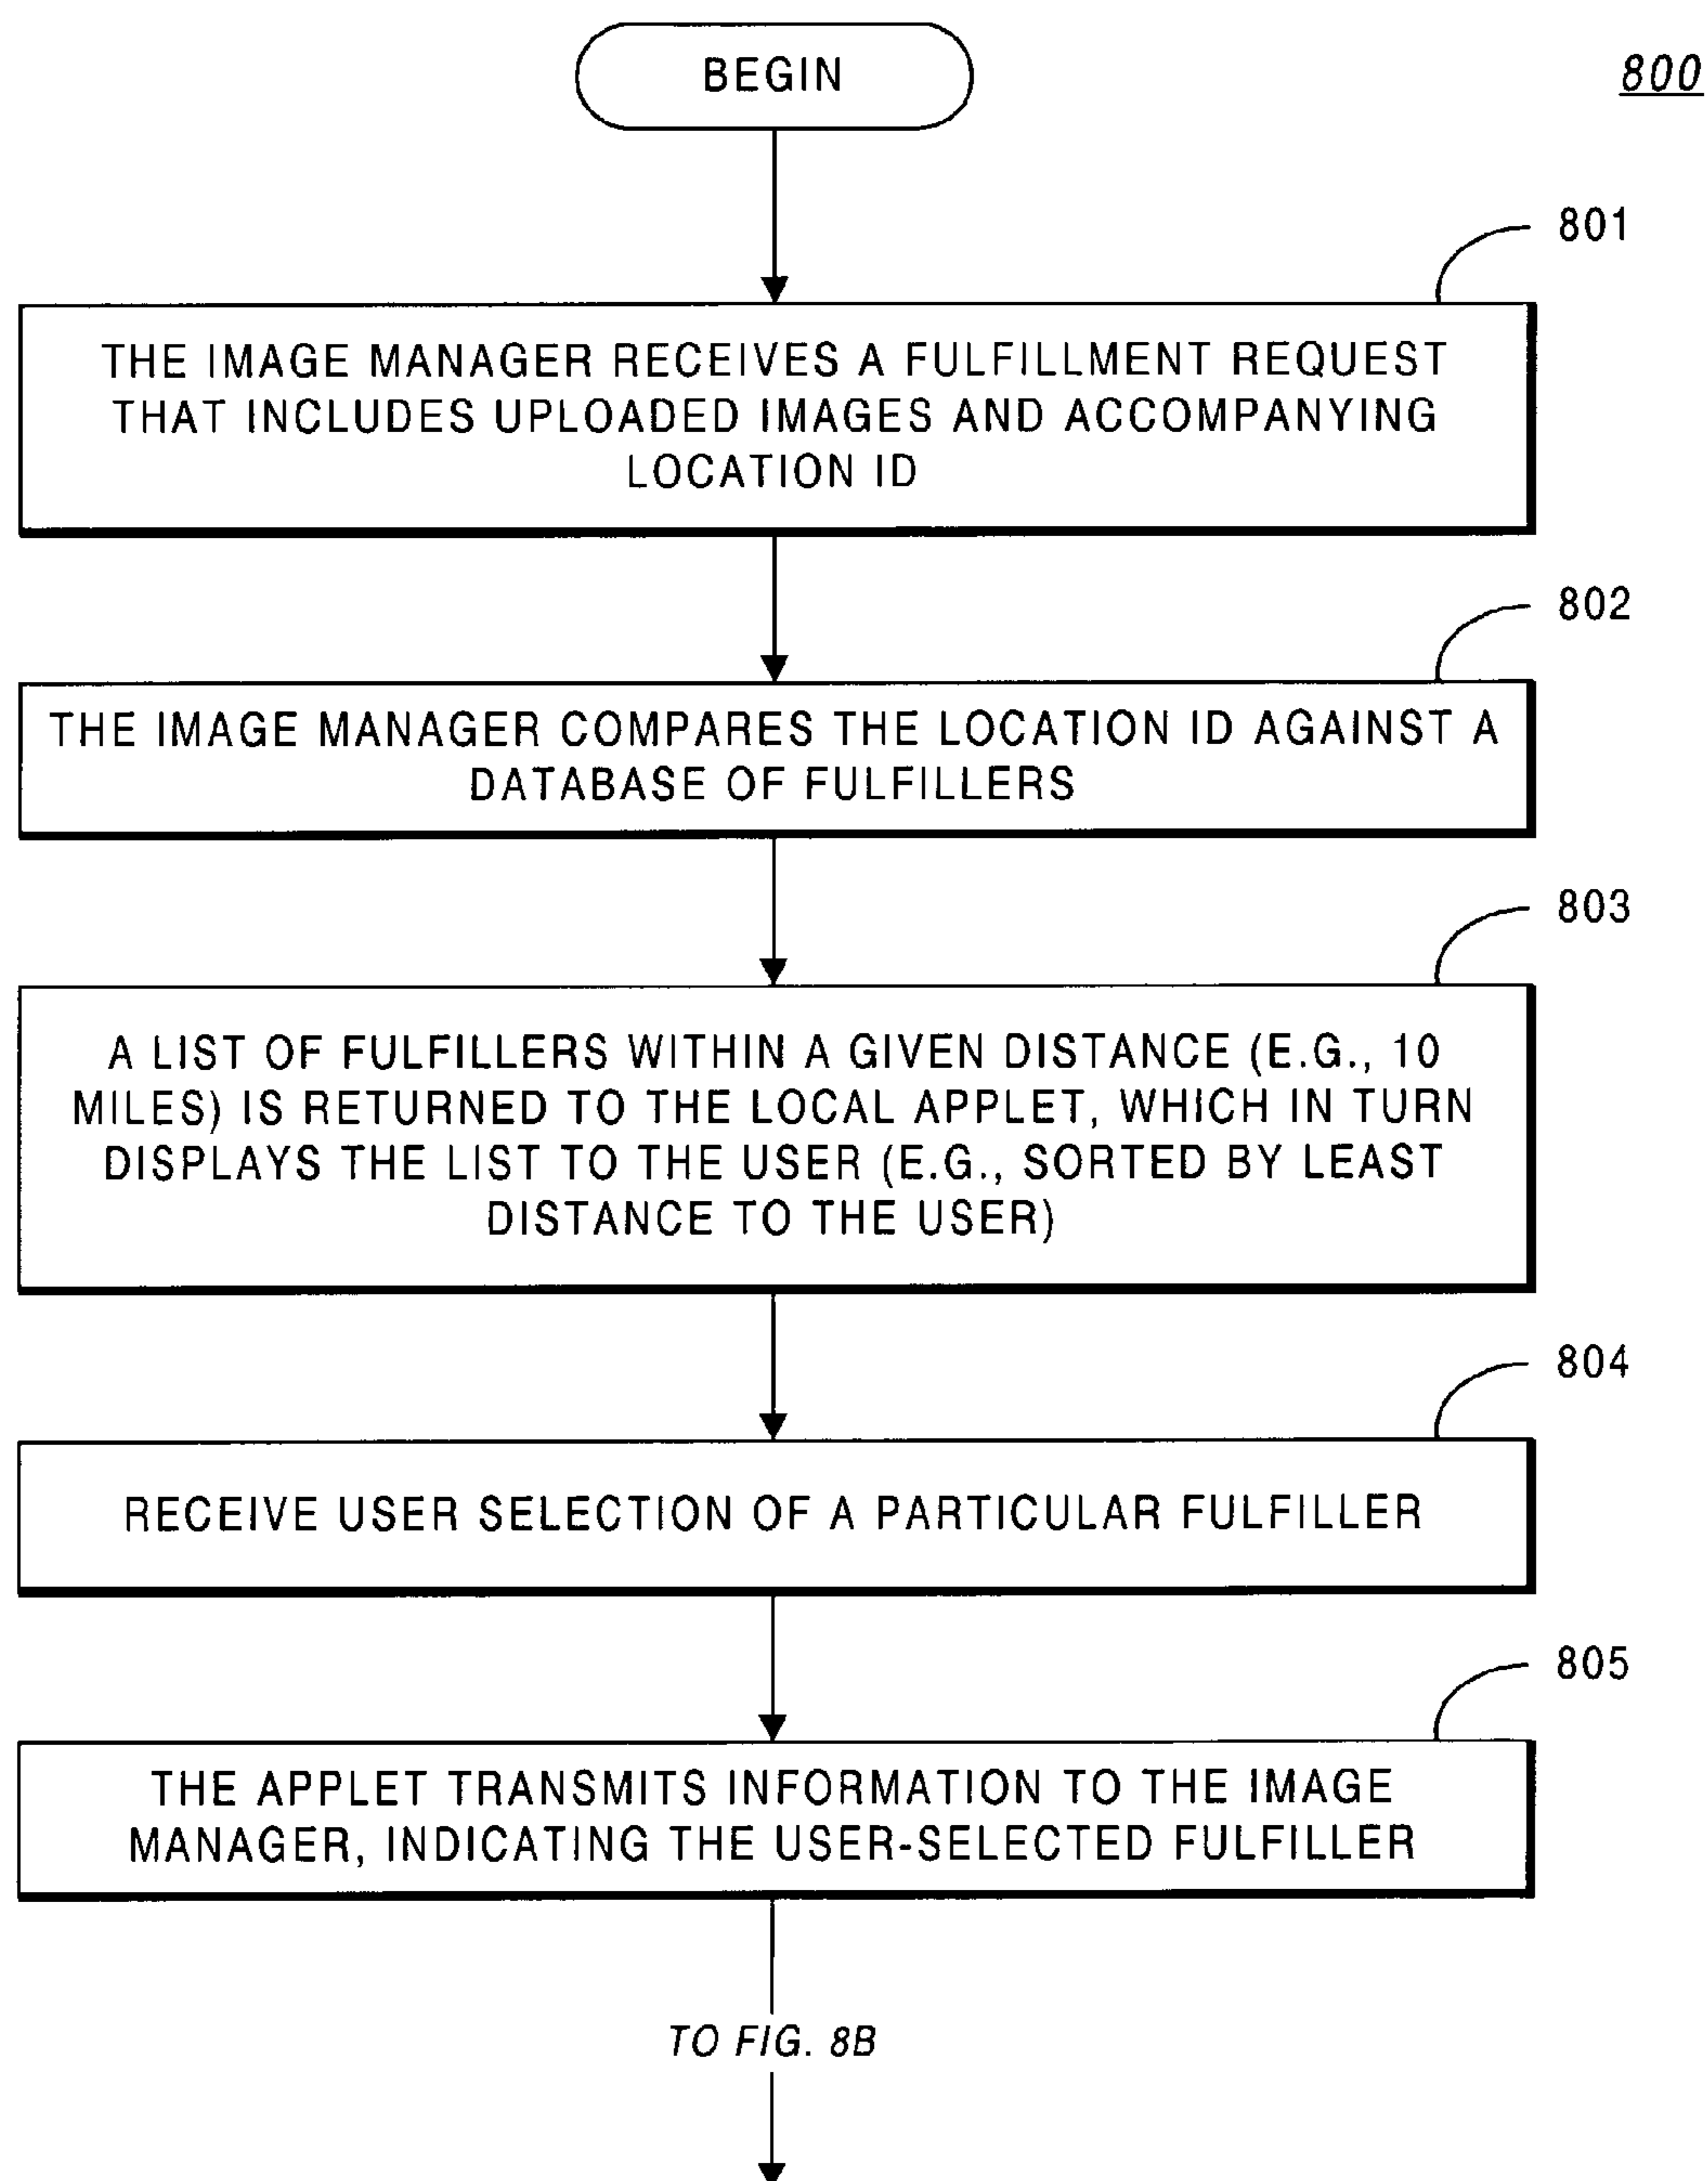 BEGIN
800
801
THE IMAGE MANAGER RECEIVES A FULFILLMENT REQUEST
THAT INCLUDES UPLOADED IMAGES AND ACCOMPANYING
LOCATION ID
802
THE IMAGE MANAGER COMPARES THE LOCATION ID AGAINST A
DATABASE OF FULFILLERS
803
A LIST OF FULFILLERS WITHIN A GIVEN DISTANCE (E.G., 10
MILES) IS RETURNED TO THE LOCAL APPLET, WHICH IN TURN
DISPLAYS THE LIST TO THE USER (E.G., SORTED BY LEAST
DISTANCE TO THE USER)
804
RECEIVE USER SELECTION OF A PARTICULAR FULFILLER
805
THE APPLET TRANSMITS INFORMATION TO THE IMAGE
MANAGER, INDICATING THE USER-SELECTED FULFILLER
TO FIG. 8B